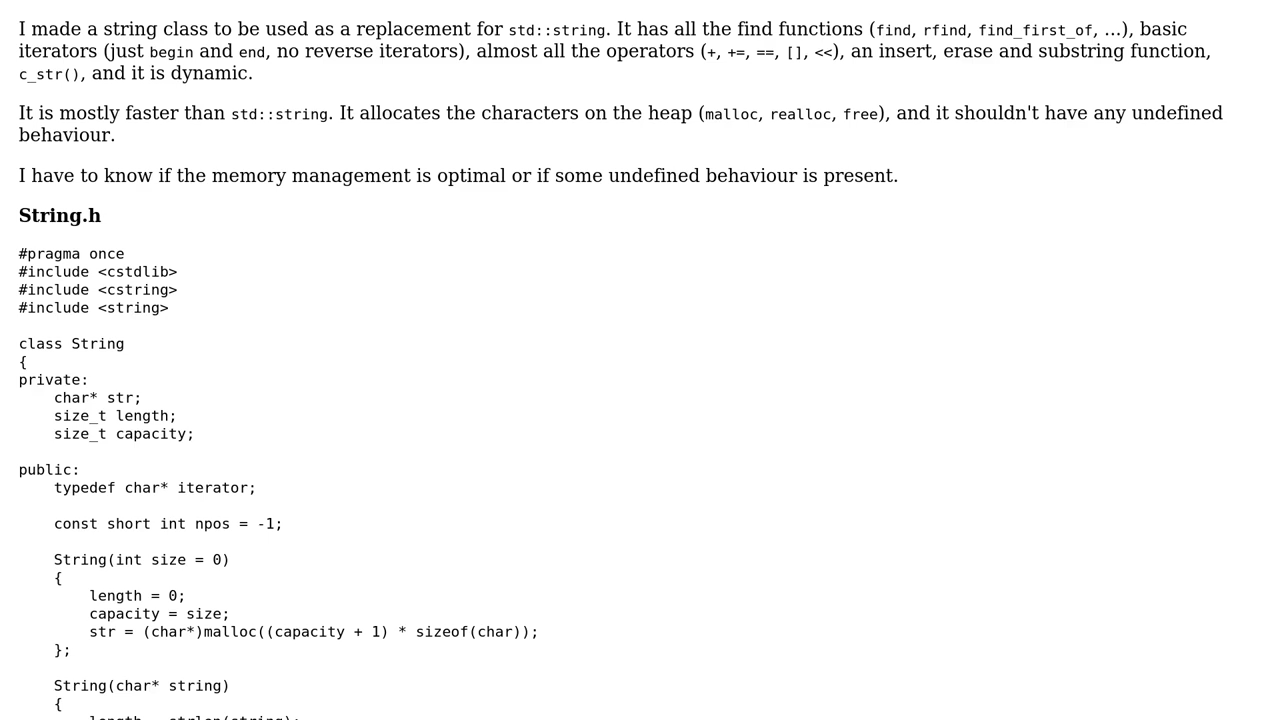 I made a string class to be used as a replacement for std::string. It has all the find functions (find, rfind, find_first_of, ...), basic
iterators (just begin and end, no reverse iterators), almost all the operators (+, +=, ==, [], <<), an insert, erase and substring function,
c_str(), and it is dynamic.
It is mostly faster than std::string. It allocates the characters on the heap (malloc, realloc, free), and it shouldn't have any undefined
behaviour.
I have to know if the memory management is optimal or if some undefined behaviour is present.
String.h
#pragma once
#include <cstdlib>
#include <cstring>
#include <string>
class String
{
private:
    char* str;
    size_t length;
    size_t capacity;
public:
    typedef char* iterator;
    const short int npos = -1;
    String(int size = 0)
    {
        length = 0;
        capacity = size;
        str = (char*)malloc((capacity + 1) * sizeof(char));
    };
    String(char* string)
    {
        length = strlen(string);